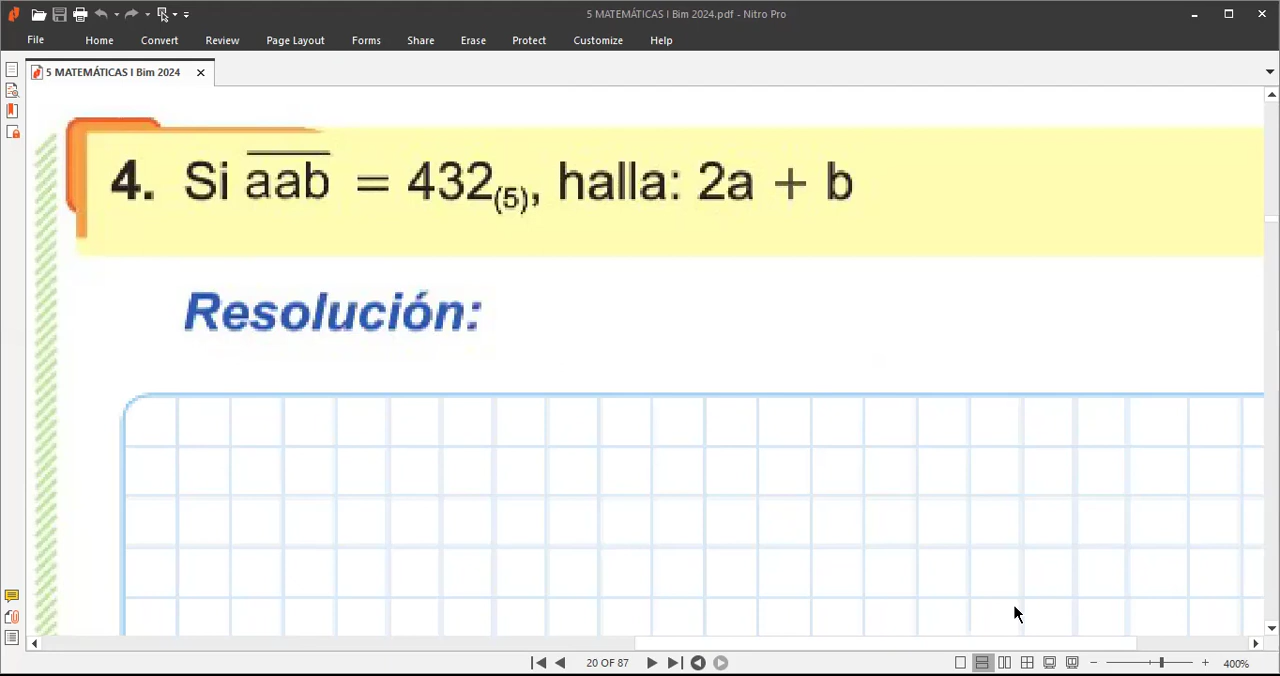 5 MATEMÁTICAS I Bim 2024.pdf - Nitro Pro
File Home Convert Review Page Layout Forms Share Erase Protect Customize Help
5 MATEMÁTICAS I Bim 2024
4. Si a̅a̅b̅ = 432₍₅₎, halla: 2a + b
Resolución:
20 OF 87
400%